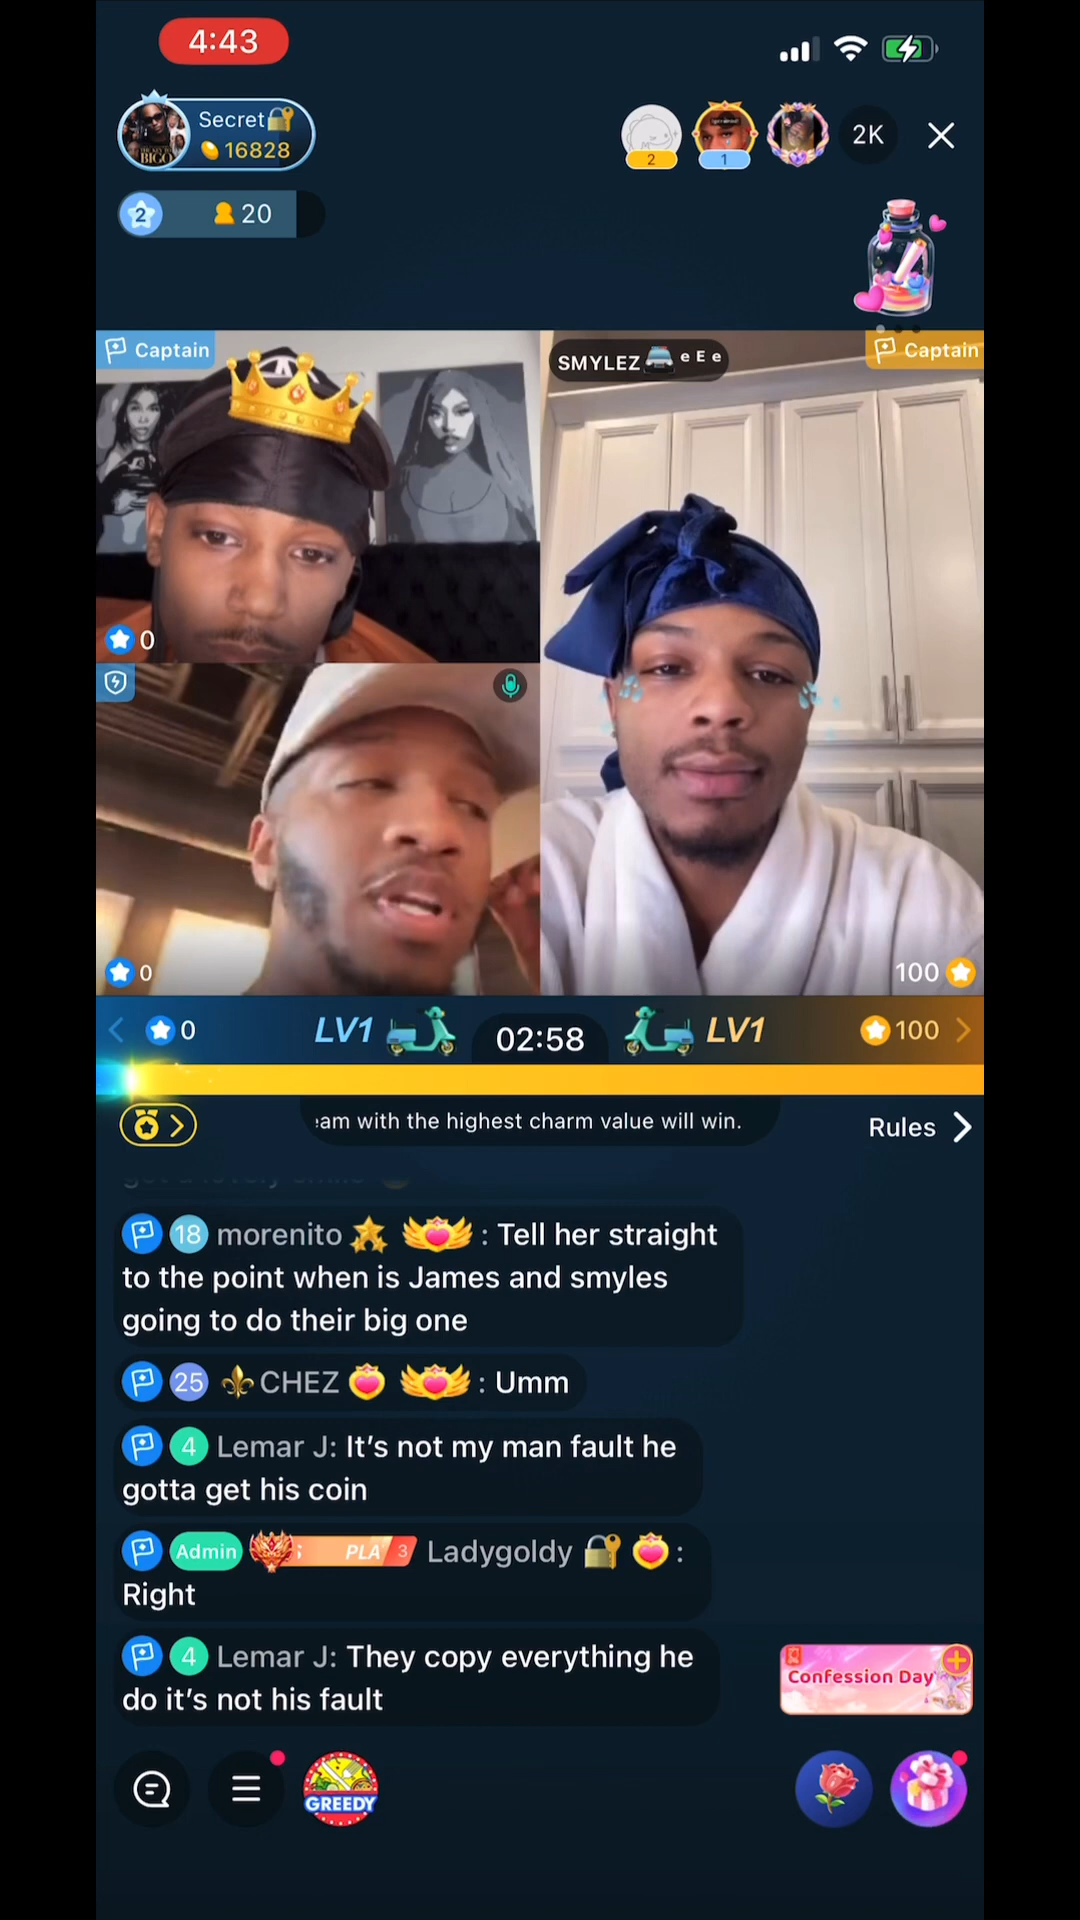 4:43
Secret
16828
THE KEY TO
BIGO
2
1
2K
2
20
Captain
SMYLEZ e E e
Captain
0
0
100
0
LV1
02:58
LV1
100
am with the highest charm value will win.
Rules
18 morenito : Tell her straight
to the point when is James and smyles
going to do their big one
25 CHEZ : Umm
4 Lemar J: It’s not my man fault he
gotta get his coin
Admin PLA 3 Ladygoldy :
Right
4 Lemar J: They copy everything he
do it’s not his fault
Confession Day
GREEDY